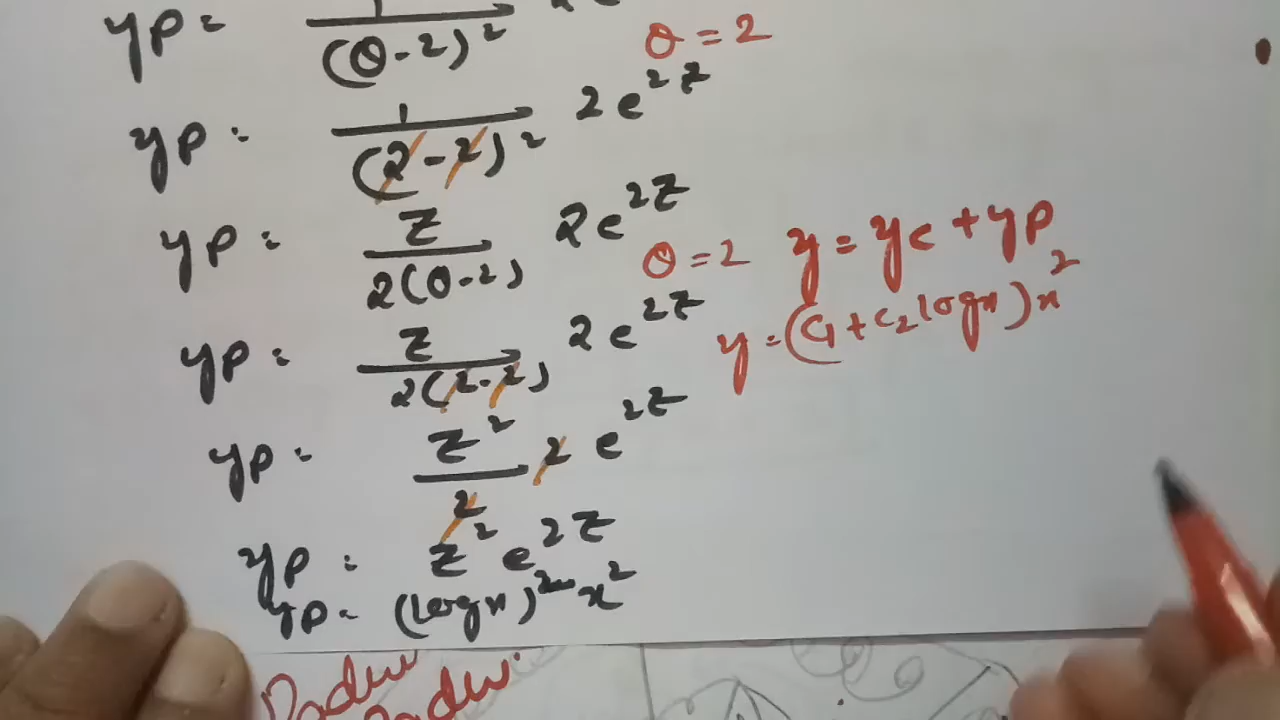 yp = 1/(θ-2)²
θ = 2
yp = 1/(2-2)² 2e^2z
yp = z/2(θ-2) 2e^2z
θ = 2
yp = z/2(2-2) 2e^2z
yp = z²/2 2 e^2z
yp = z² e^2z
yp = (logx)² x²
y = yc + yp
y = (c1 + c2 logx) x²